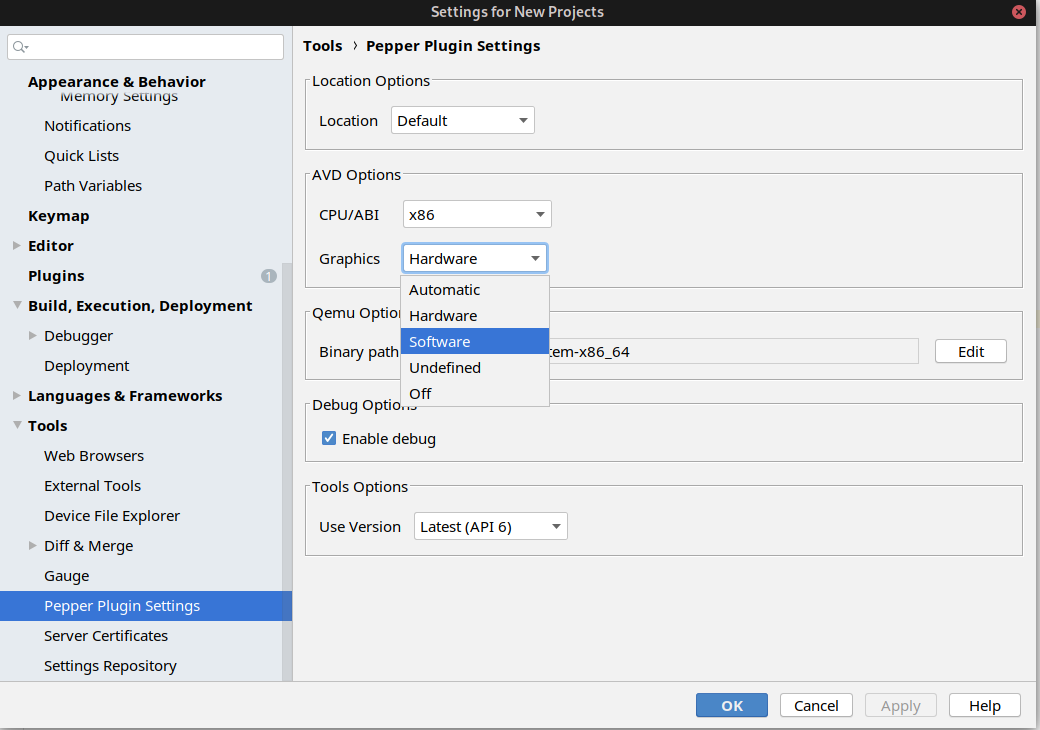 Settings for New Projects
Appearance & Behavior
Memory Settings
Notifications
Quick Lists
Path Variables
Keymap
Editor
Plugins 1
Build, Execution, Deployment
Debugger
Deployment
Languages & Frameworks
Tools
Web Browsers
External Tools
Device File Explorer
Diff & Merge
Gauge
Pepper Plugin Settings
Server Certificates
Settings Repository
Tools › Pepper Plugin Settings
Location Options
Location Default
AVD Options
CPU/ABI x86
Graphics Hardware
Automatic
Hardware
Software
Undefined
Off
Qemu Option
Binary path tem-x86_64 Edit
Debug Options
Enable debug
Tools Options
Use Version Latest (API 6)
OK Cancel Apply Help